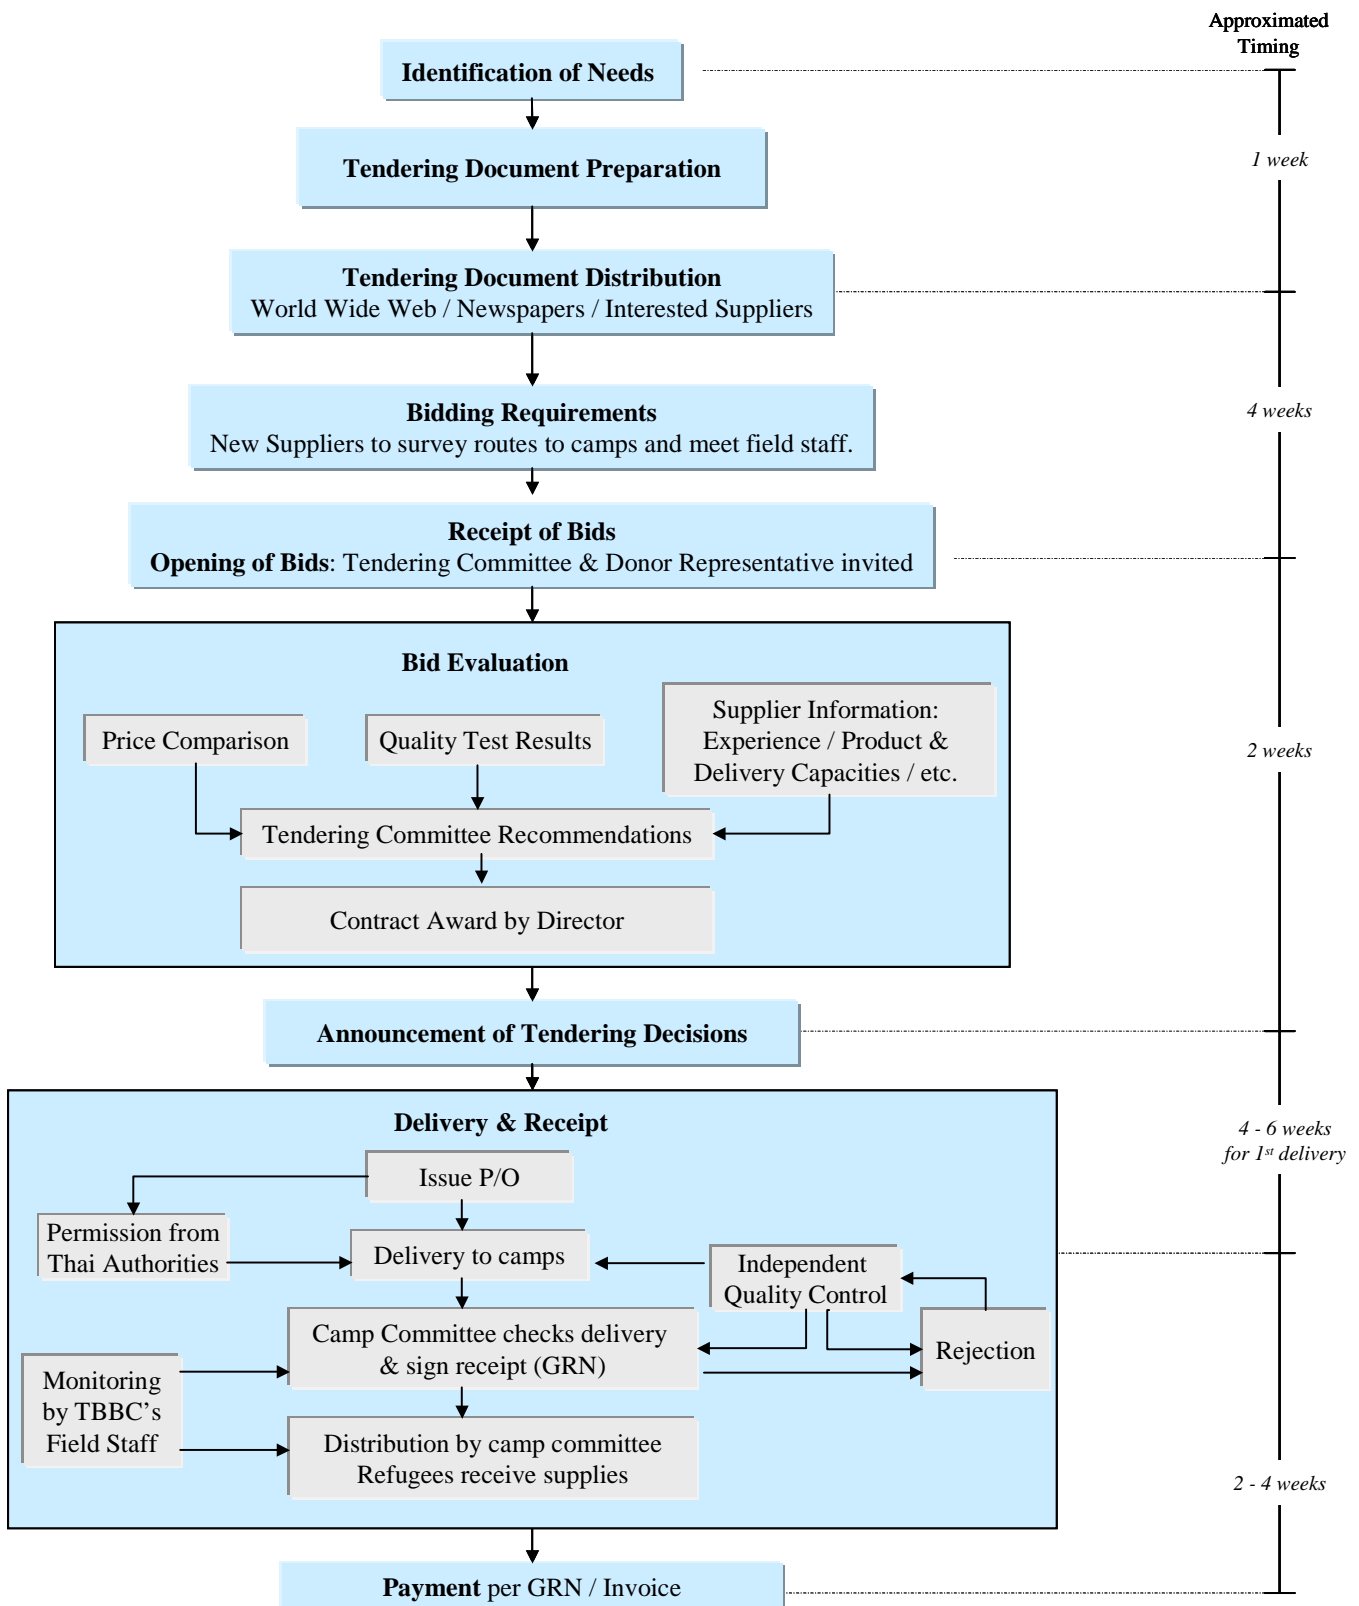 Approximated
Timing
Identification of Needs
Tendering Document Preparation
1 week
Tendering Document Distribution
World Wide Web / Newspapers / Interested Suppliers
Bidding Requirements
New Suppliers to survey routes to camps and meet field staff.
4 weeks
Receipt of Bids
Opening of Bids: Tendering Committee & Donor Representative invited
Bid Evaluation
Price Comparison
Quality Test Results
Supplier Information:
Experience / Product &
Delivery Capacities / etc.
2 weeks
Tendering Committee Recommendations
Contract Award by Director
Announcement of Tendering Decisions
Delivery & Receipt
4 - 6 weeks
for 1st delivery
Issue P/O
Permission from
Thai Authorities
Delivery to camps
Independent
Quality Control
Camp Committee checks delivery
& sign receipt (GRN)
Rejection
Monitoring
by TBBC’s
Field Staff
Distribution by camp committee
Refugees receive supplies
2 - 4 weeks
Payment per GRN / Invoice